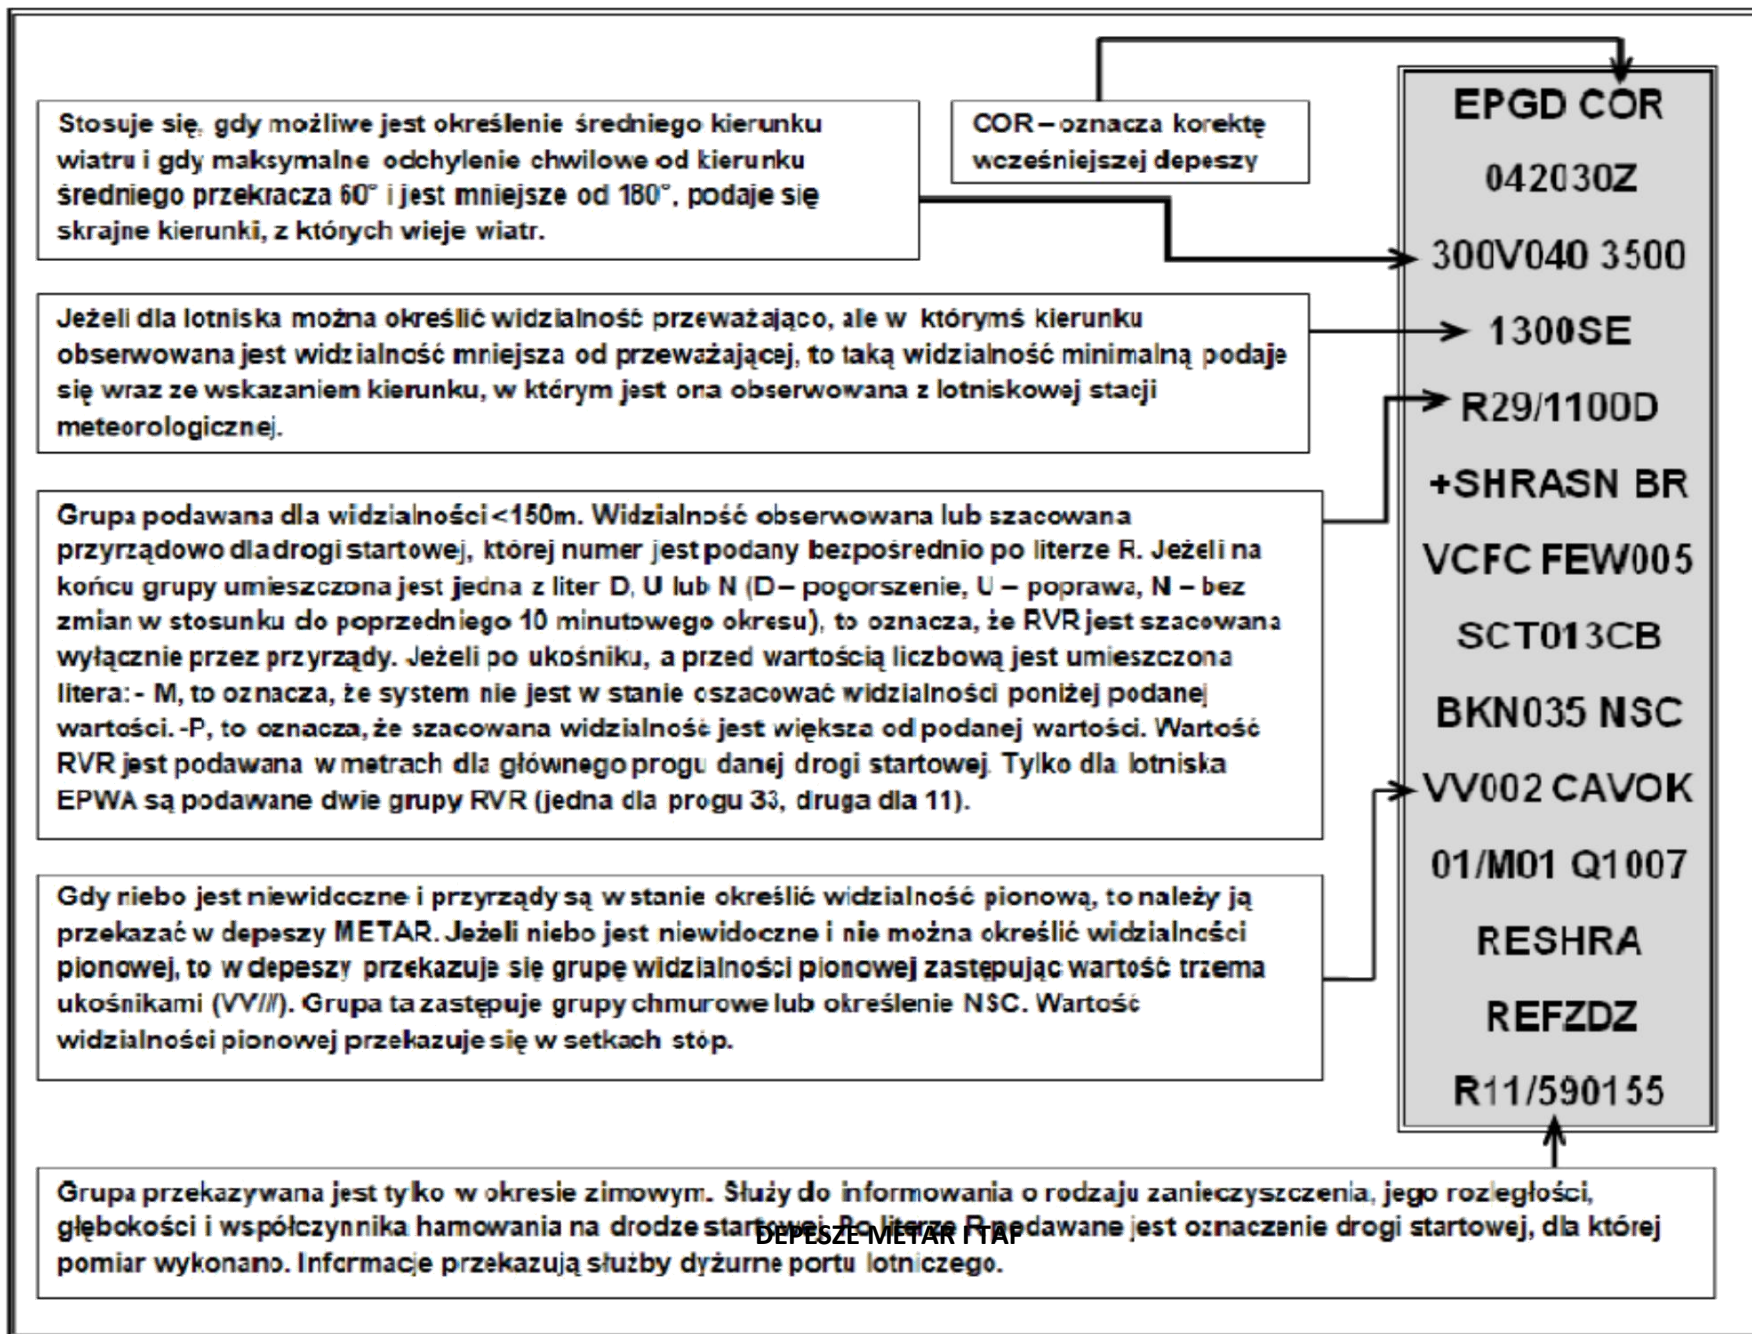 Stosuje się, gdy możliwe jest określenie średniego kierunku
wiatru i gdy maksymalne odchylenie chwilowe od kierunku
średniego przekracza 60° i jest mniejsze od 180°, podaje się
skrajne kierunki, z których wieje wiatr.
COR – oznacza korektę
wcześniejszej depeszy
Jeżeli dla lotniska można określić widzialność przeważająco, ale w którymś kierunku
obserwowana jest widzialność mniejsza od przeważającej, to taką widzialność minimalną podaje
się wraz ze wskazaniem kierunku, w którym jest ona obserwowana z lotniskowej stacji
meteorologicznej.
Grupa podawana dla widzialności <150m. Widzialność obserwowana lub szacowana
przyrządowo dla drogi startowej, której numer jest podany bezpośrednio po literze R. Jeżeli na
końcu grupy umieszczona jest jedna z liter D, U lub N (D – pogorszenie, U – poprawa, N – bez
zmian w stosunku do poprzedniego 10 minutowego okresu), to oznacza, że RVR jest szacowana
wyłącznie przez przyrządy. Jeżeli po ukośniku, a przed wartością liczbową jest umieszczona
litera: - M, to oznacza, że system nie jest w stanie oszacować widzialności poniżej podanej
wartości. -P, to oznacza, że szacowana widzialność jest większa od podanej wartości. Wartość
RVR jest podawana w metrach dla głównego progu danej drogi startowej. Tylko dla lotniska
EPWA są podawane dwie grupy RVR (jedna dla progu 33, druga dla 11).
Gdy niebo jest niewidoczne i przyrządy są w stanie określić widzialność pionową, to należy ją
przekazać w depeszy METAR. Jeżeli niebo jest niewidoczne i nie można określić widzialności
pionowej, to w depeszy przekazuje się grupę widzialności pionowej zastępując wartość trzema
ukośnikami (VV///). Grupa ta zastępuje grupy chmurowe lub określenie NSC. Wartość
widzialności pionowej przekazuje się w setkach stóp.
EPGD COR
042030Z
300V040 3500
1300SE
R29/1100D
+SHRASN BR
VCFC FEW005
SCT013CB
BKN035 NSC
VV002 CAVOK
01/M01 Q1007
RESHRA
REFZDZ
R11/590155
Grupa przekazywana jest tylko w okresie zimowym. Służy do informowania o rodzaju zanieczyszczenia, jego rozległości,
głębokości i współczynnika hamowania na drodze startowej. Po literze R podawane jest oznaczenie drogi startowej, dla której
pomiar wykonano. Informacje przekazują służby dyżurne portu lotniczego.
DEPESZE METAR I TAF